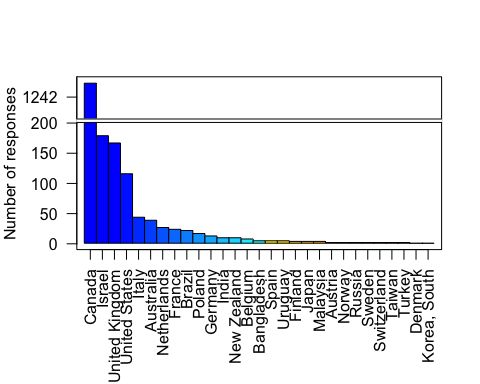 Number of responses
1242
200
150
100
50
0
Canada
Israel
United Kingdom
United States
Italy
Australia
Netherlands
France
Brazil
Poland
Germany
India
New Zealand
Belgium
Bangladesh
Spain
Uruguay
Finland
Japan
Malaysia
Austria
Norway
Russia
Sweden
Switzerland
Taiwan
Turkey
Denmark
Korea, South